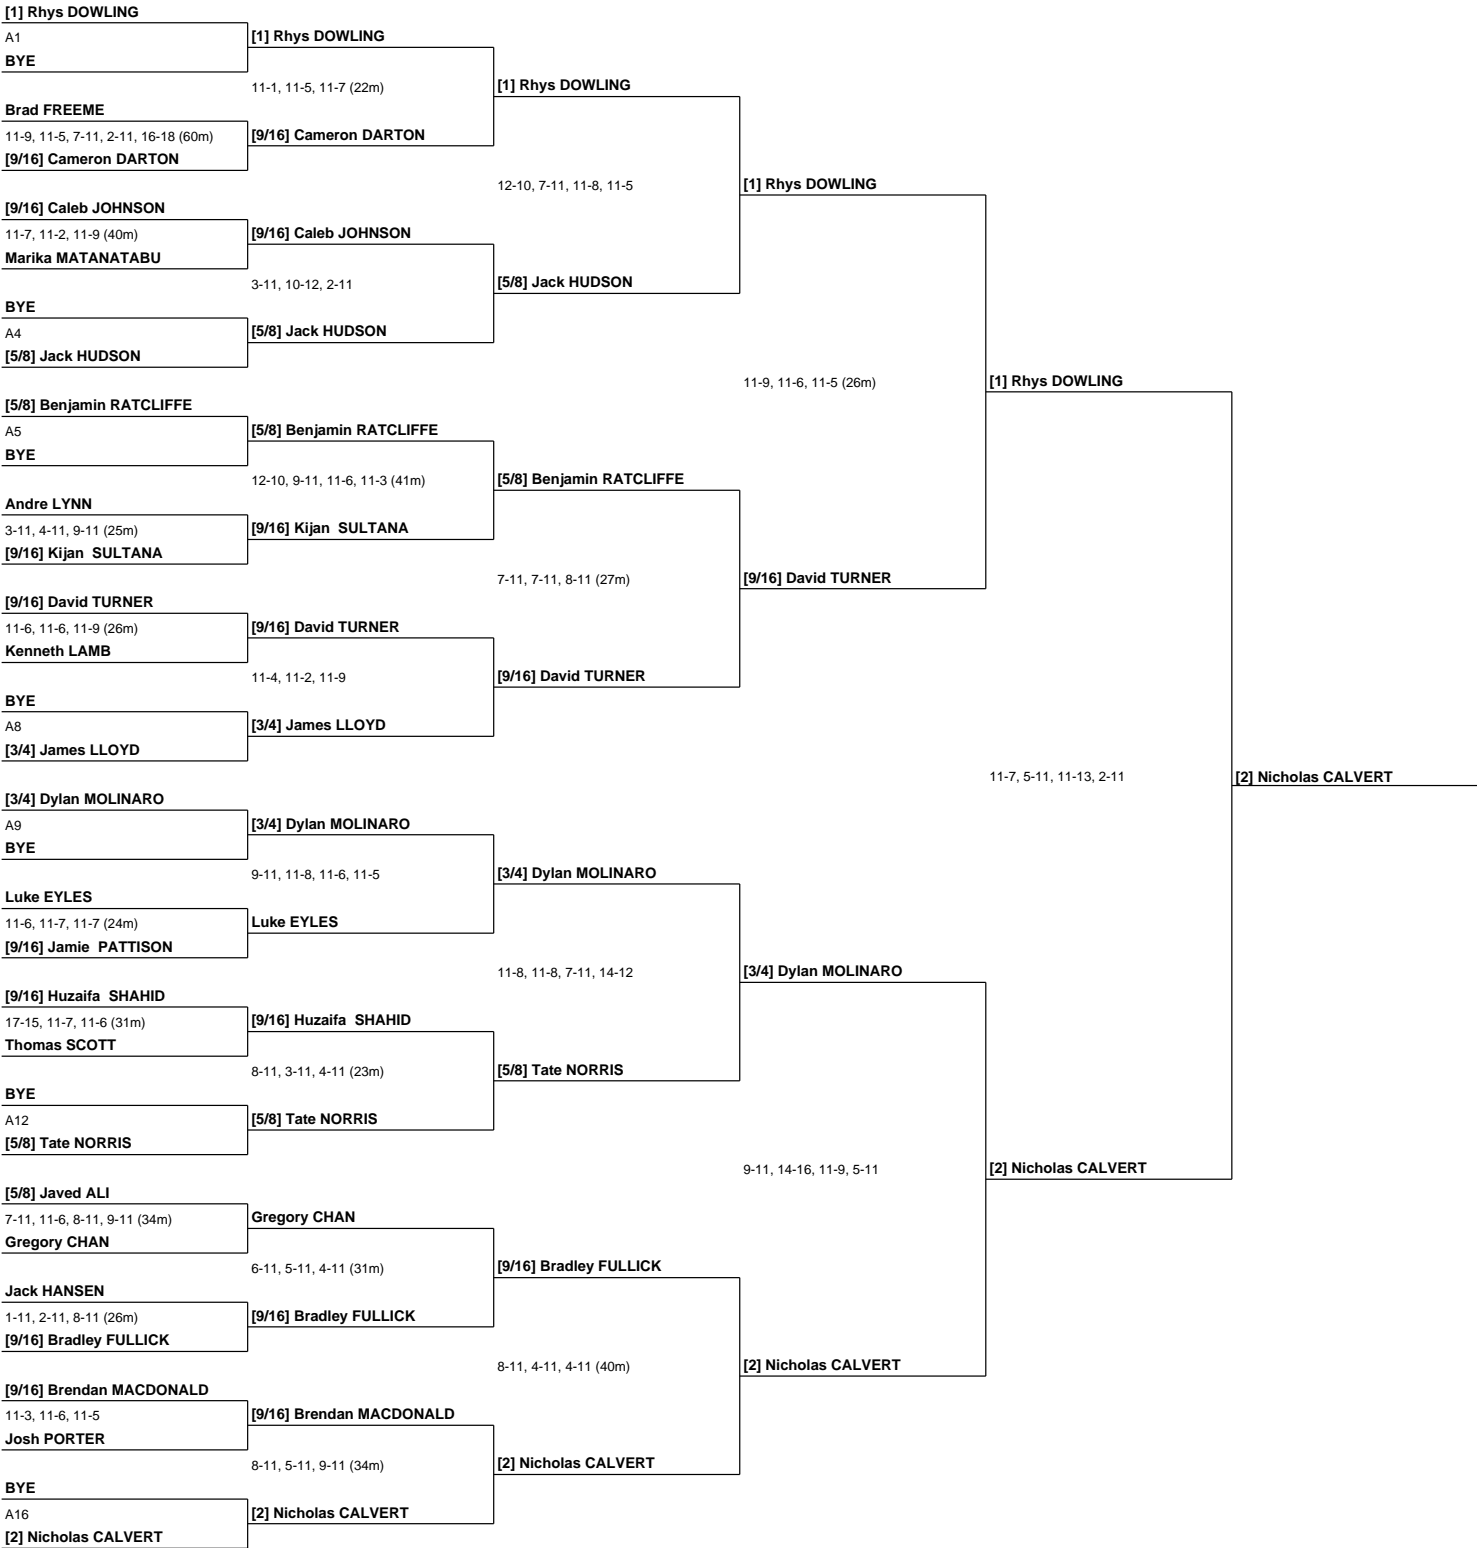 [1] Rhys DOWLING
A1
BYE
Brad FREEME
11-9, 11-5, 7-11, 2-11, 16-18 (60m)
[9/16] Cameron DARTON
[9/16] Caleb JOHNSON
11-7, 11-2, 11-9 (40m)
Marika MATANATABU
BYE
A4
[5/8] Jack HUDSON
[5/8] Benjamin RATCLIFFE
A5
BYE
Andre LYNN
3-11, 4-11, 9-11 (25m)
[9/16] Kijan SULTANA
[9/16] David TURNER
11-6, 11-6, 11-9 (26m)
Kenneth LAMB
BYE
A8
[3/4] James LLOYD
[3/4] Dylan MOLINARO
A9
BYE
Luke EYLES
11-6, 11-7, 11-7 (24m)
[9/16] Jamie PATTISON
[9/16] Huzaifa SHAHID
17-15, 11-7, 11-6 (31m)
Thomas SCOTT
BYE
A12
[5/8] Tate NORRIS
[5/8] Javed ALI
7-11, 11-6, 8-11, 9-11 (34m)
Gregory CHAN
Jack HANSEN
1-11, 2-11, 8-11 (26m)
[9/16] Bradley FULLICK
[9/16] Brendan MACDONALD
11-3, 11-6, 11-5
Josh PORTER
BYE
A16
[2] Nicholas CALVERT
[1] Rhys DOWLING
11-1, 11-5, 11-7 (22m)
[9/16] Cameron DARTON
[9/16] Caleb JOHNSON
3-11, 10-12, 2-11
[5/8] Jack HUDSON
[5/8] Benjamin RATCLIFFE
12-10, 9-11, 11-6, 11-3 (41m)
[9/16] Kijan SULTANA
[9/16] David TURNER
11-4, 11-2, 11-9
[3/4] James LLOYD
[3/4] Dylan MOLINARO
9-11, 11-8, 11-6, 11-5
Luke EYLES
[9/16] Huzaifa SHAHID
8-11, 3-11, 4-11 (23m)
[5/8] Tate NORRIS
Gregory CHAN
6-11, 5-11, 4-11 (31m)
[9/16] Bradley FULLICK
[9/16] Brendan MACDONALD
8-11, 5-11, 9-11 (34m)
[2] Nicholas CALVERT
[1] Rhys DOWLING
12-10, 7-11, 11-8, 11-5
[5/8] Jack HUDSON
[5/8] Benjamin RATCLIFFE
7-11, 7-11, 8-11 (27m)
[9/16] David TURNER
[3/4] Dylan MOLINARO
11-8, 11-8, 7-11, 14-12
[5/8] Tate NORRIS
[9/16] Bradley FULLICK
8-11, 4-11, 4-11 (40m)
[2] Nicholas CALVERT
[1] Rhys DOWLING
11-9, 11-6, 11-5 (26m)
[9/16] David TURNER
[3/4] Dylan MOLINARO
9-11, 14-16, 11-9, 5-11
[2] Nicholas CALVERT
[1] Rhys DOWLING
11-7, 5-11, 11-13, 2-11
[2] Nicholas CALVERT
[2] Nicholas CALVERT